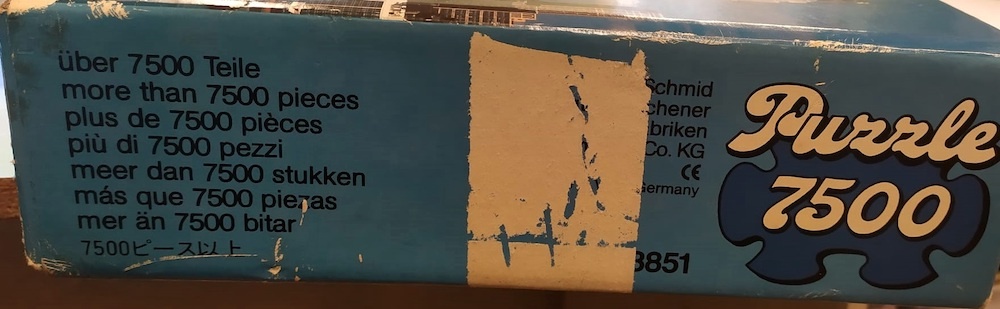 über 7500 Teile
more than 7500 pieces
plus de 7500 pièces
più di 7500 pezzi
meer dan 7500 stukken
más que 7500 piezas
mer än 7500 bitar
7500ピース以上
Schmid
chener
briken
Co. KG
CE
Germany
8851
Puzzle
7500